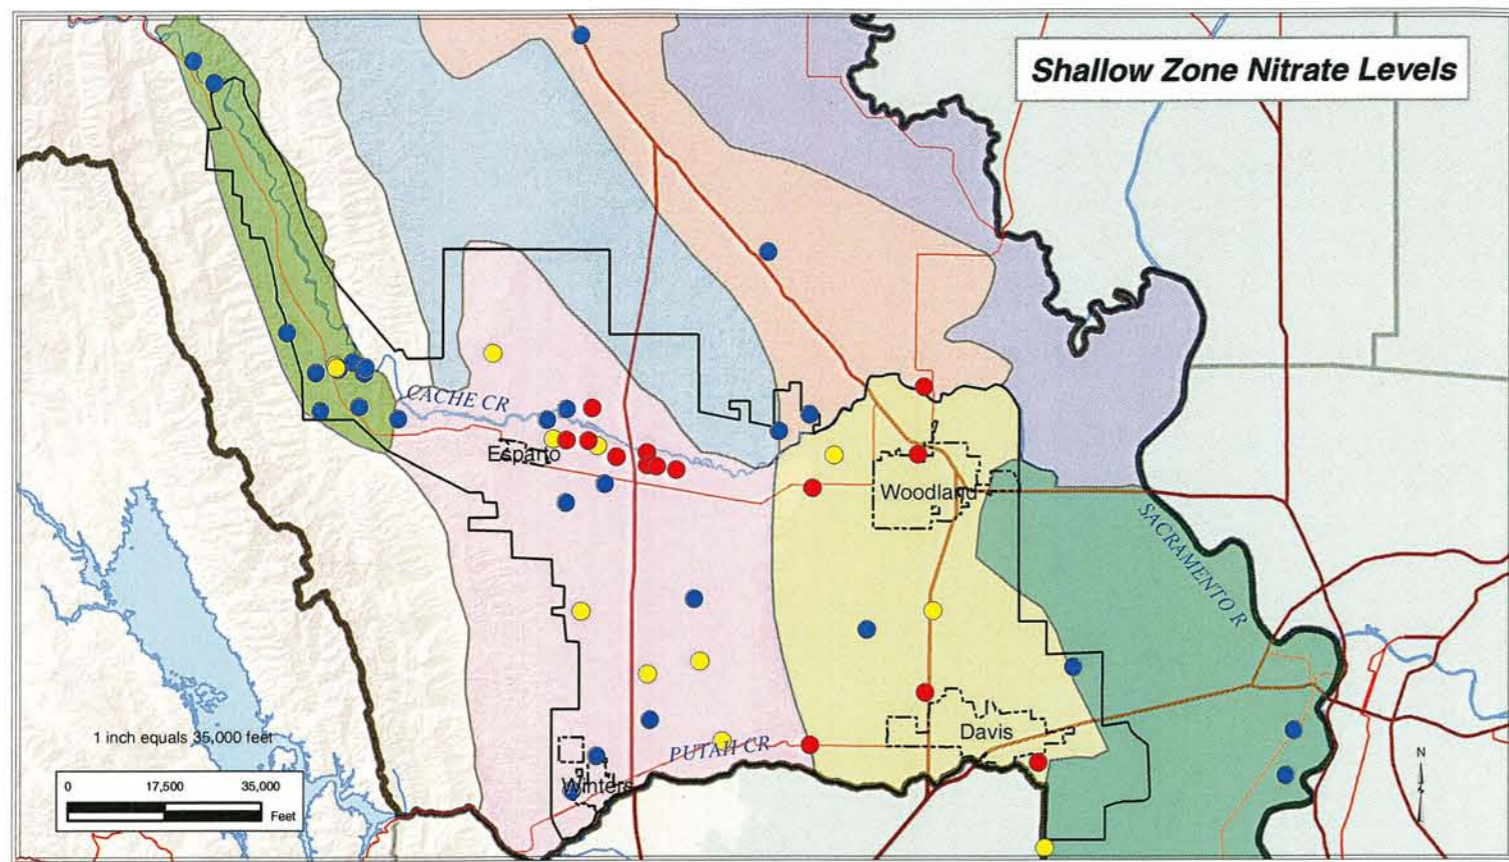 Shallow Zone Nitrate Levels
CACHE CR
Esparto
Woodland
SACRAMENTO R
Davis
PUTAH CR
Winters
1 inch equals 35,000 feet
0 17,500 35,000
Feet
N